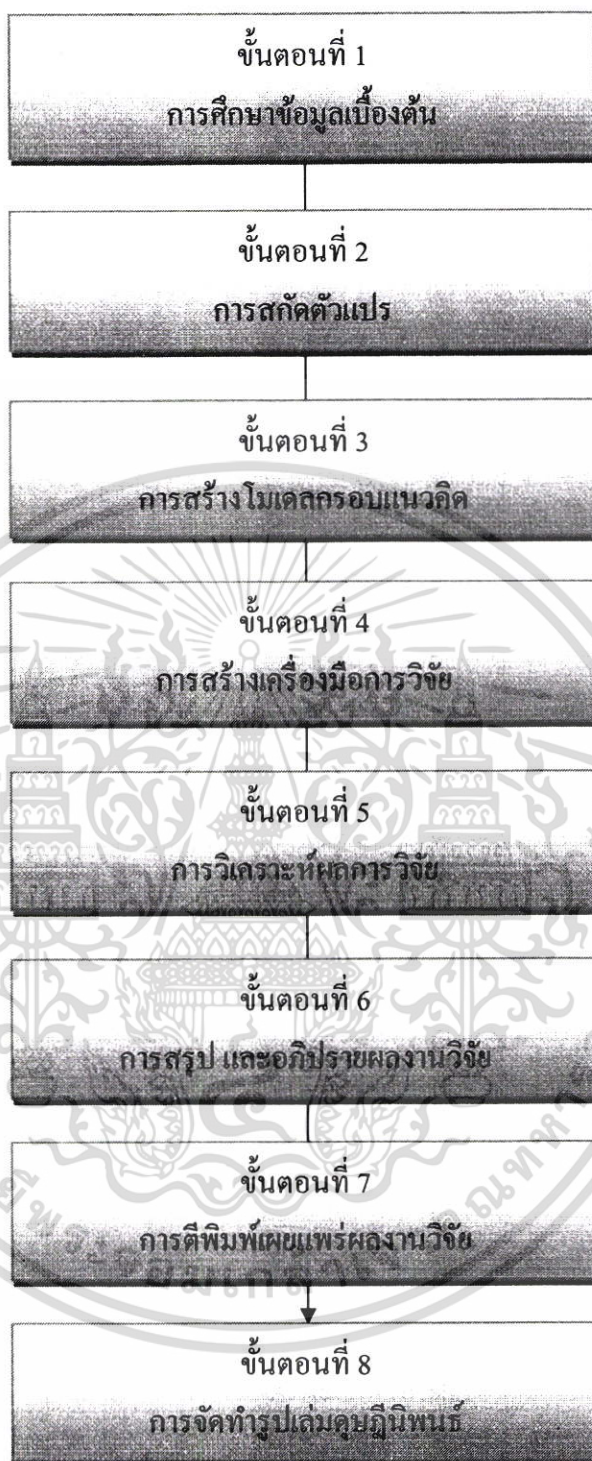 ขั้นตอนที่ 1
การศึกษาข้อมูลเบื้องต้น
ขั้นตอนที่ 2
การสกัดตัวแปร
ขั้นตอนที่ 3
การสร้างโมเดลกรอบแนวคิด
ขั้นตอนที่ 4
การสร้างเครื่องมือการวิจัย
ขั้นตอนที่ 5
การวิเคราะห์ผลการวิจัย
ขั้นตอนที่ 6
การสรุป และอภิปรายผลงานวิจัย
ขั้นตอนที่ 7
การตีพิมพ์เผยแพร่ผลงานวิจัย
ขั้นตอนที่ 8
การจัดทำรูปเล่มดุษฎีนิพนธ์